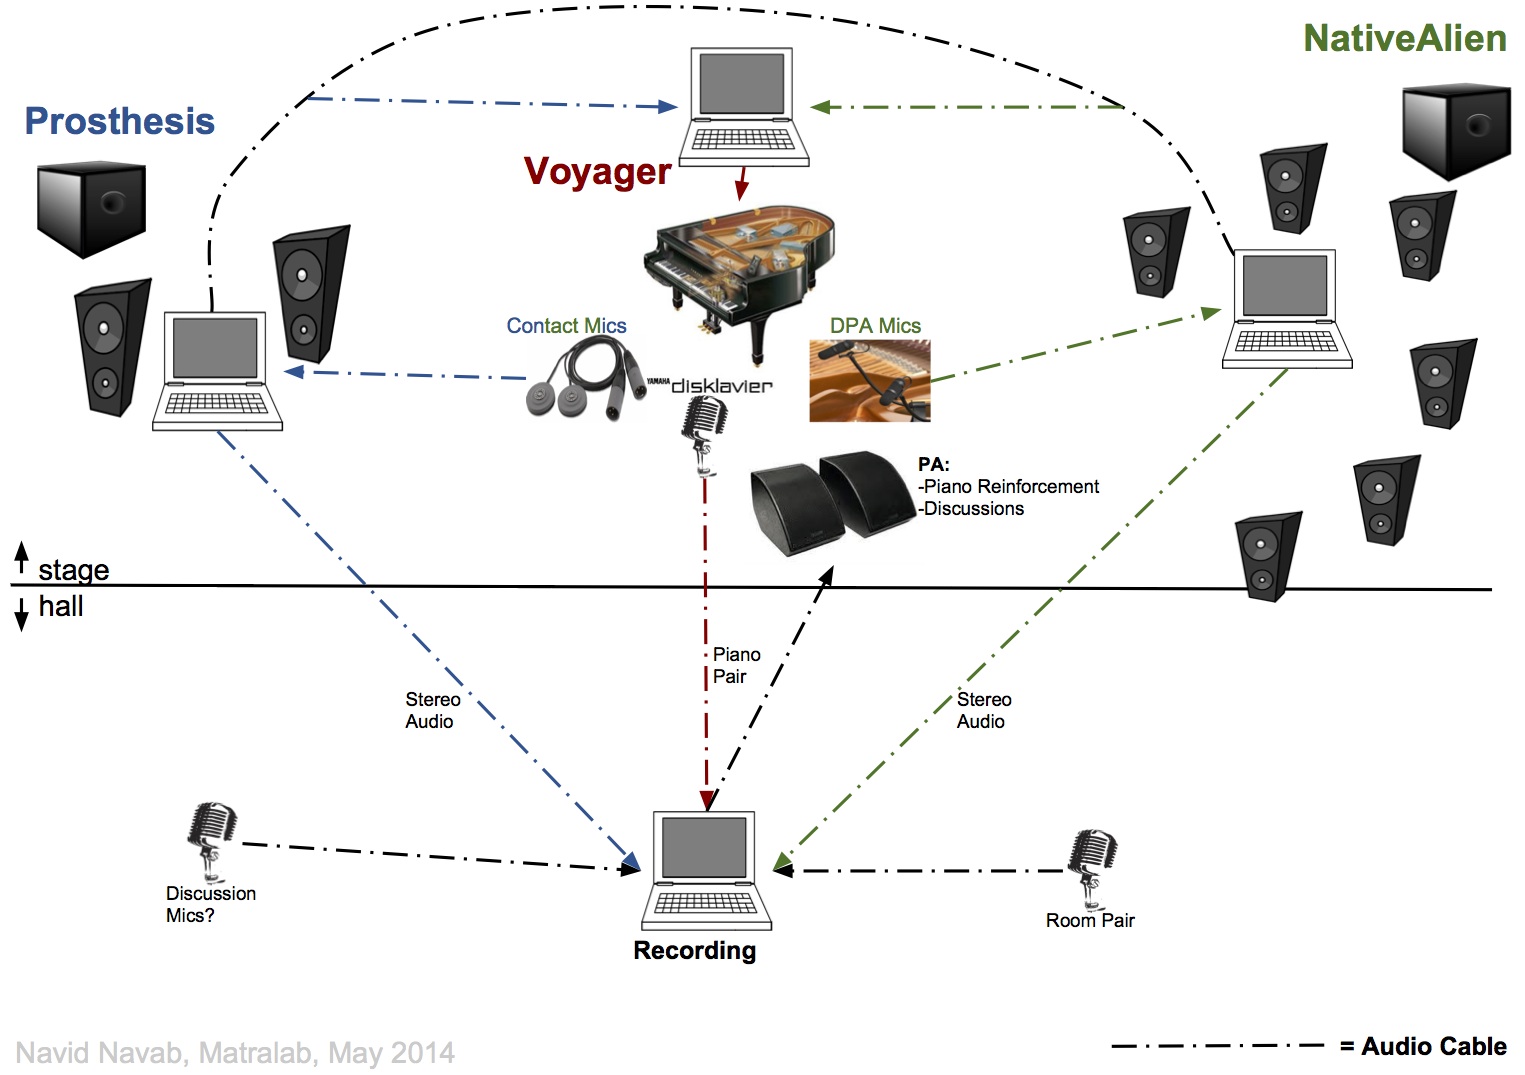 NativeAlien
Prosthesis
Voyager
Contact Mics
DPA Mics
YAMAHA disklavier
PA:
-Piano Reinforcement
-Discussions
stage
hall
Piano
Pair
Stereo
Audio
Stereo
Audio
Discussion
Mics?
Room Pair
Recording
Navid Navab, Matralab, May 2014
= Audio Cable